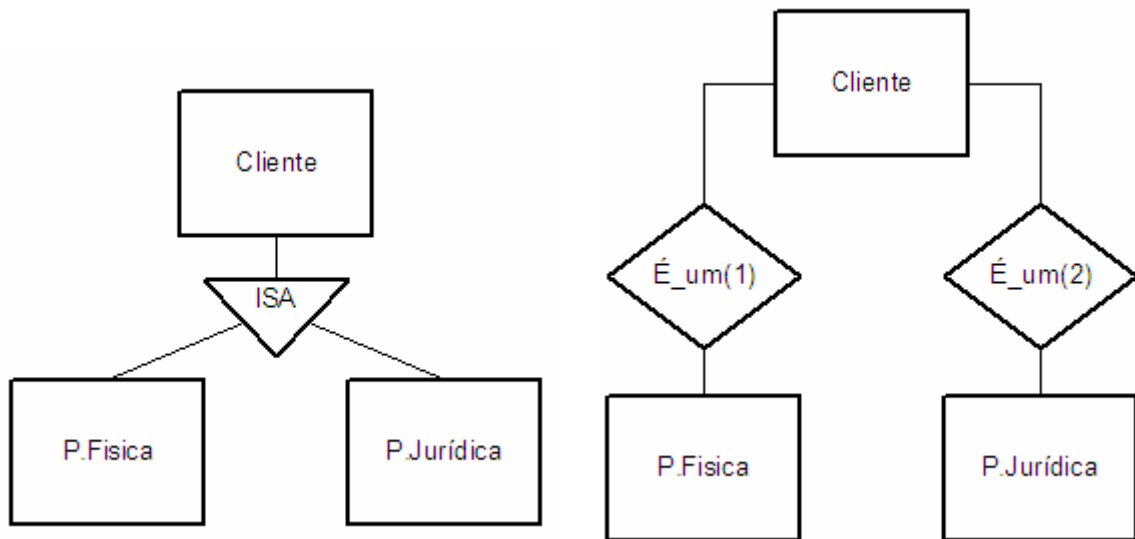 Cliente
ISA
P.Fisica
P.Jurídica
Cliente
É_um(1)
É_um(2)
P.Fisica
P.Jurídica